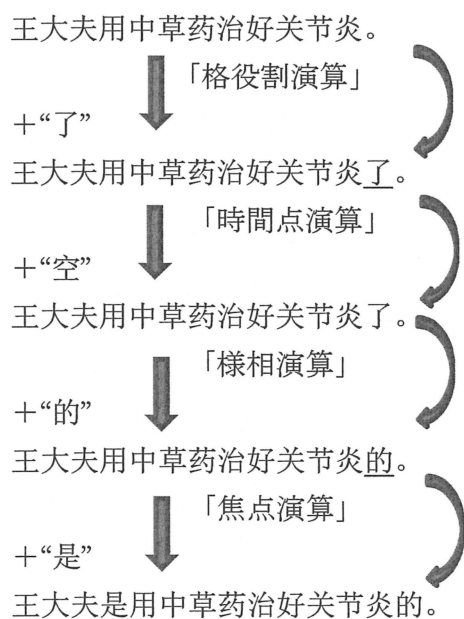 王大夫用中草药治好关节炎。
「格役割演算」
＋“了”
王大夫用中草药治好关节炎了。
「時間点演算」
＋“空”
王大夫用中草药治好关节炎了。
「様相演算」
＋“的”
王大夫用中草药治好关节炎的。
「焦点演算」
＋“是”
王大夫是用中草药治好关节炎的。